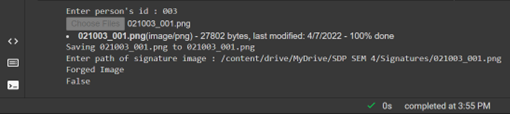 Enter person's id : 003
Choose Files 021003_001.png
• 021003_001.png(image/png) - 27802 bytes, last modified: 4/7/2022 - 100% done
Saving 021003_001.png to 021003_001.png
Enter path of signature image : /content/drive/MyDrive/SDP SEM 4/Signatures/021003_001.png
Forged Image
False
✓ 0s completed at 3:55 PM